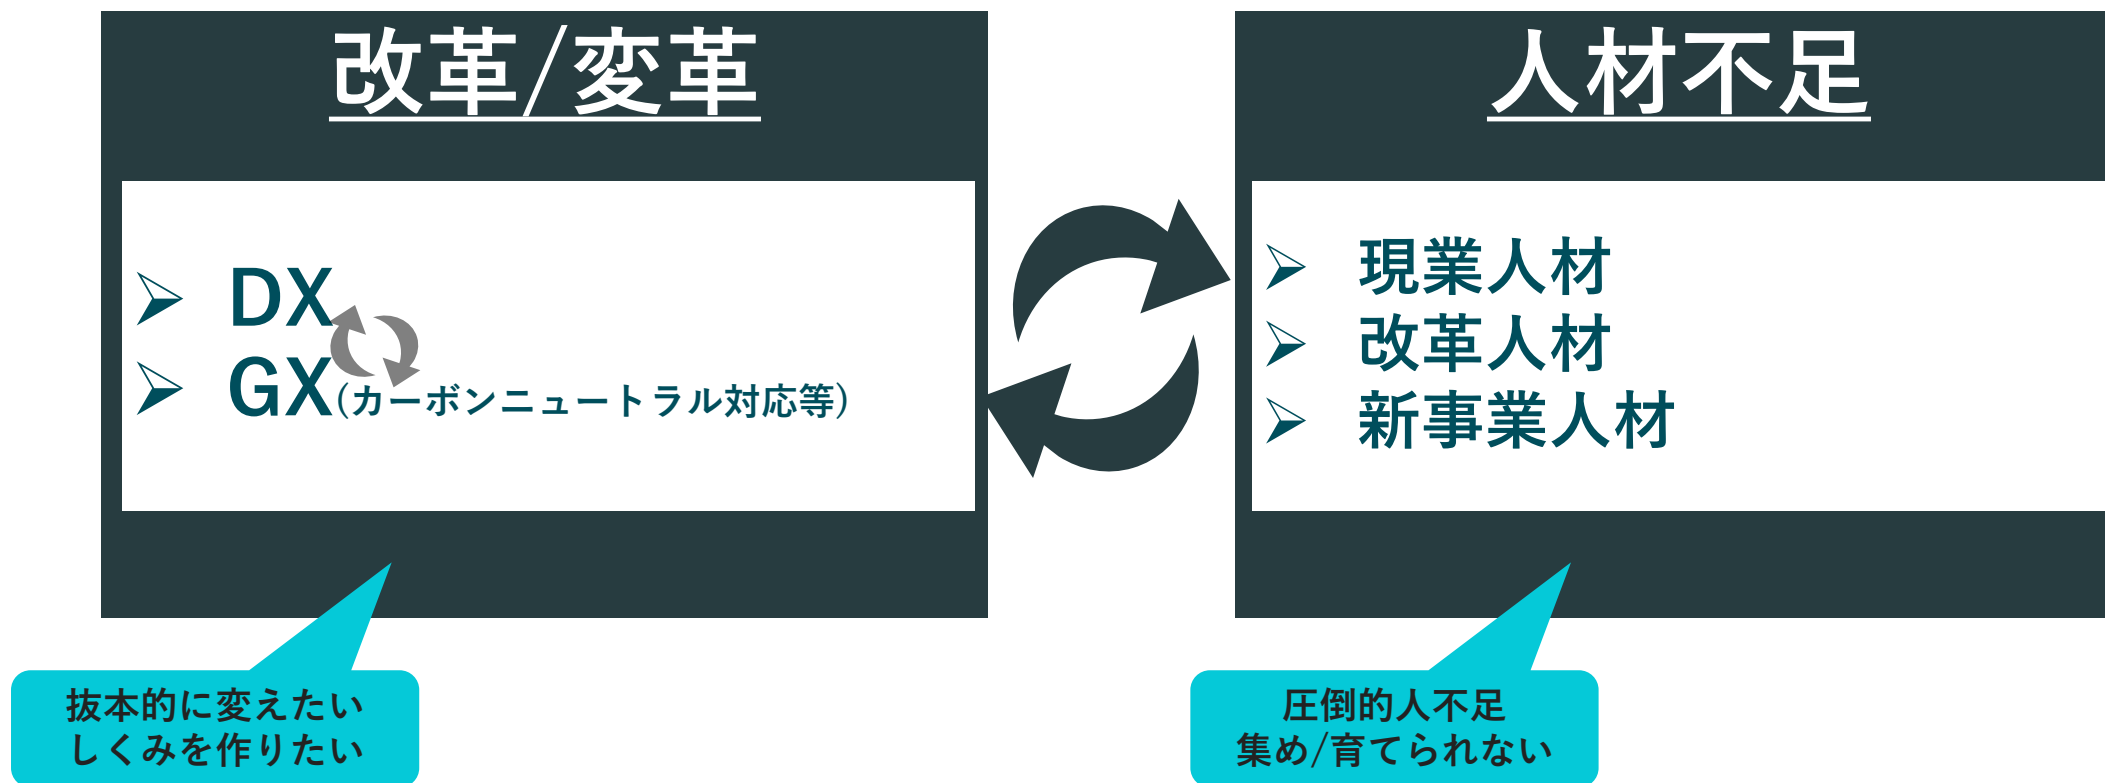 改革/変革
DX
GX(カーボンニュートラル対応等)
抜本的に変えたい
しくみを作りたい
人材不足
現業人材
改革人材
新事業人材
圧倒的人不足
集め/育てられない